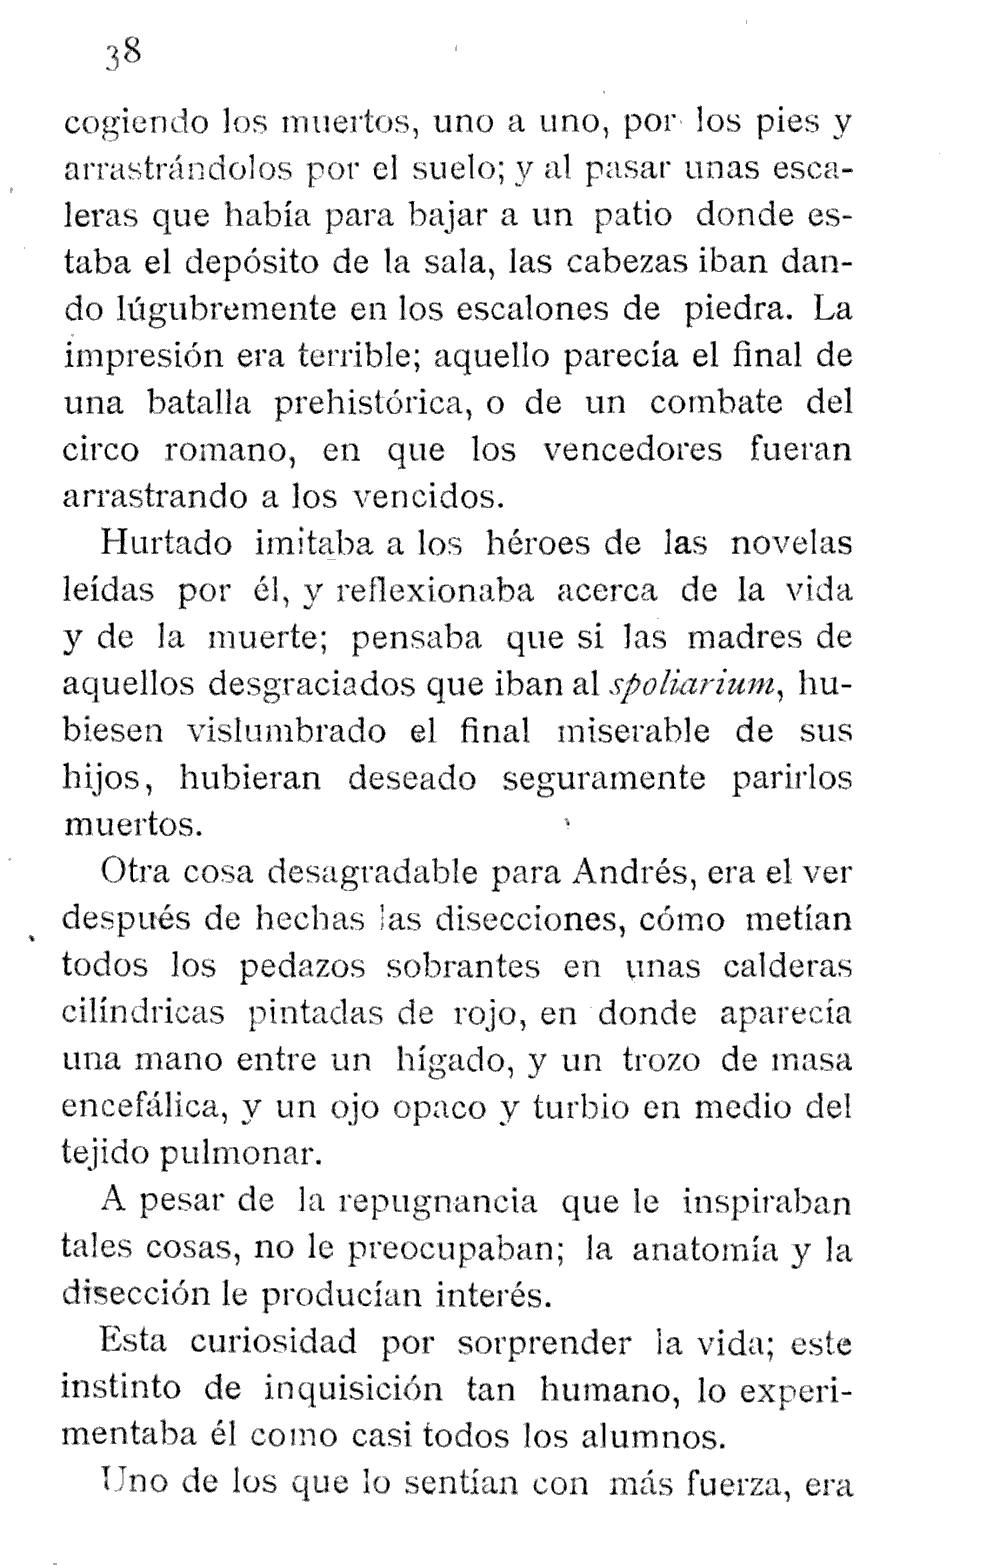 38
cogiendo los muertos, uno a uno, por los pies y
arrastrándolos por el suelo; y al pasar unas esca-
leras que había para bajar a un patio donde es-
taba el depósito de la sala, las cabezas iban dan-
do lúgubremente en los escalones de piedra. La
impresión era terrible; aquello parecía el final de
una batalla prehistórica, o de un combate del
circo romano, en que los vencedores fueran
arrastrando a los vencidos.
Hurtado imitaba a los héroes de las novelas
leídas por él, y reflexionaba acerca de la vida
y de la muerte; pensaba que si las madres de
aquellos desgraciados que iban al spoliarium, hu-
biesen vislumbrado el final miserable de sus
hijos, hubieran deseado seguramente parirlos
muertos.
Otra cosa desagradable para Andrés, era el ver
después de hechas las disecciones, cómo metían
todos los pedazos sobrantes en unas calderas
cilíndricas pintadas de rojo, en donde aparecía
una mano entre un hígado, y un trozo de masa
encefálica, y un ojo opaco y turbio en medio del
tejido pulmonar.
A pesar de la repugnancia que le inspiraban
tales cosas, no le preocupaban; la anatomía y la
disección le producían interés.
Esta curiosidad por sorprender la vida; este
instinto de inquisición tan humano, lo experi-
mentaba él como casi todos los alumnos.
Uno de los que lo sentían con más fuerza, era